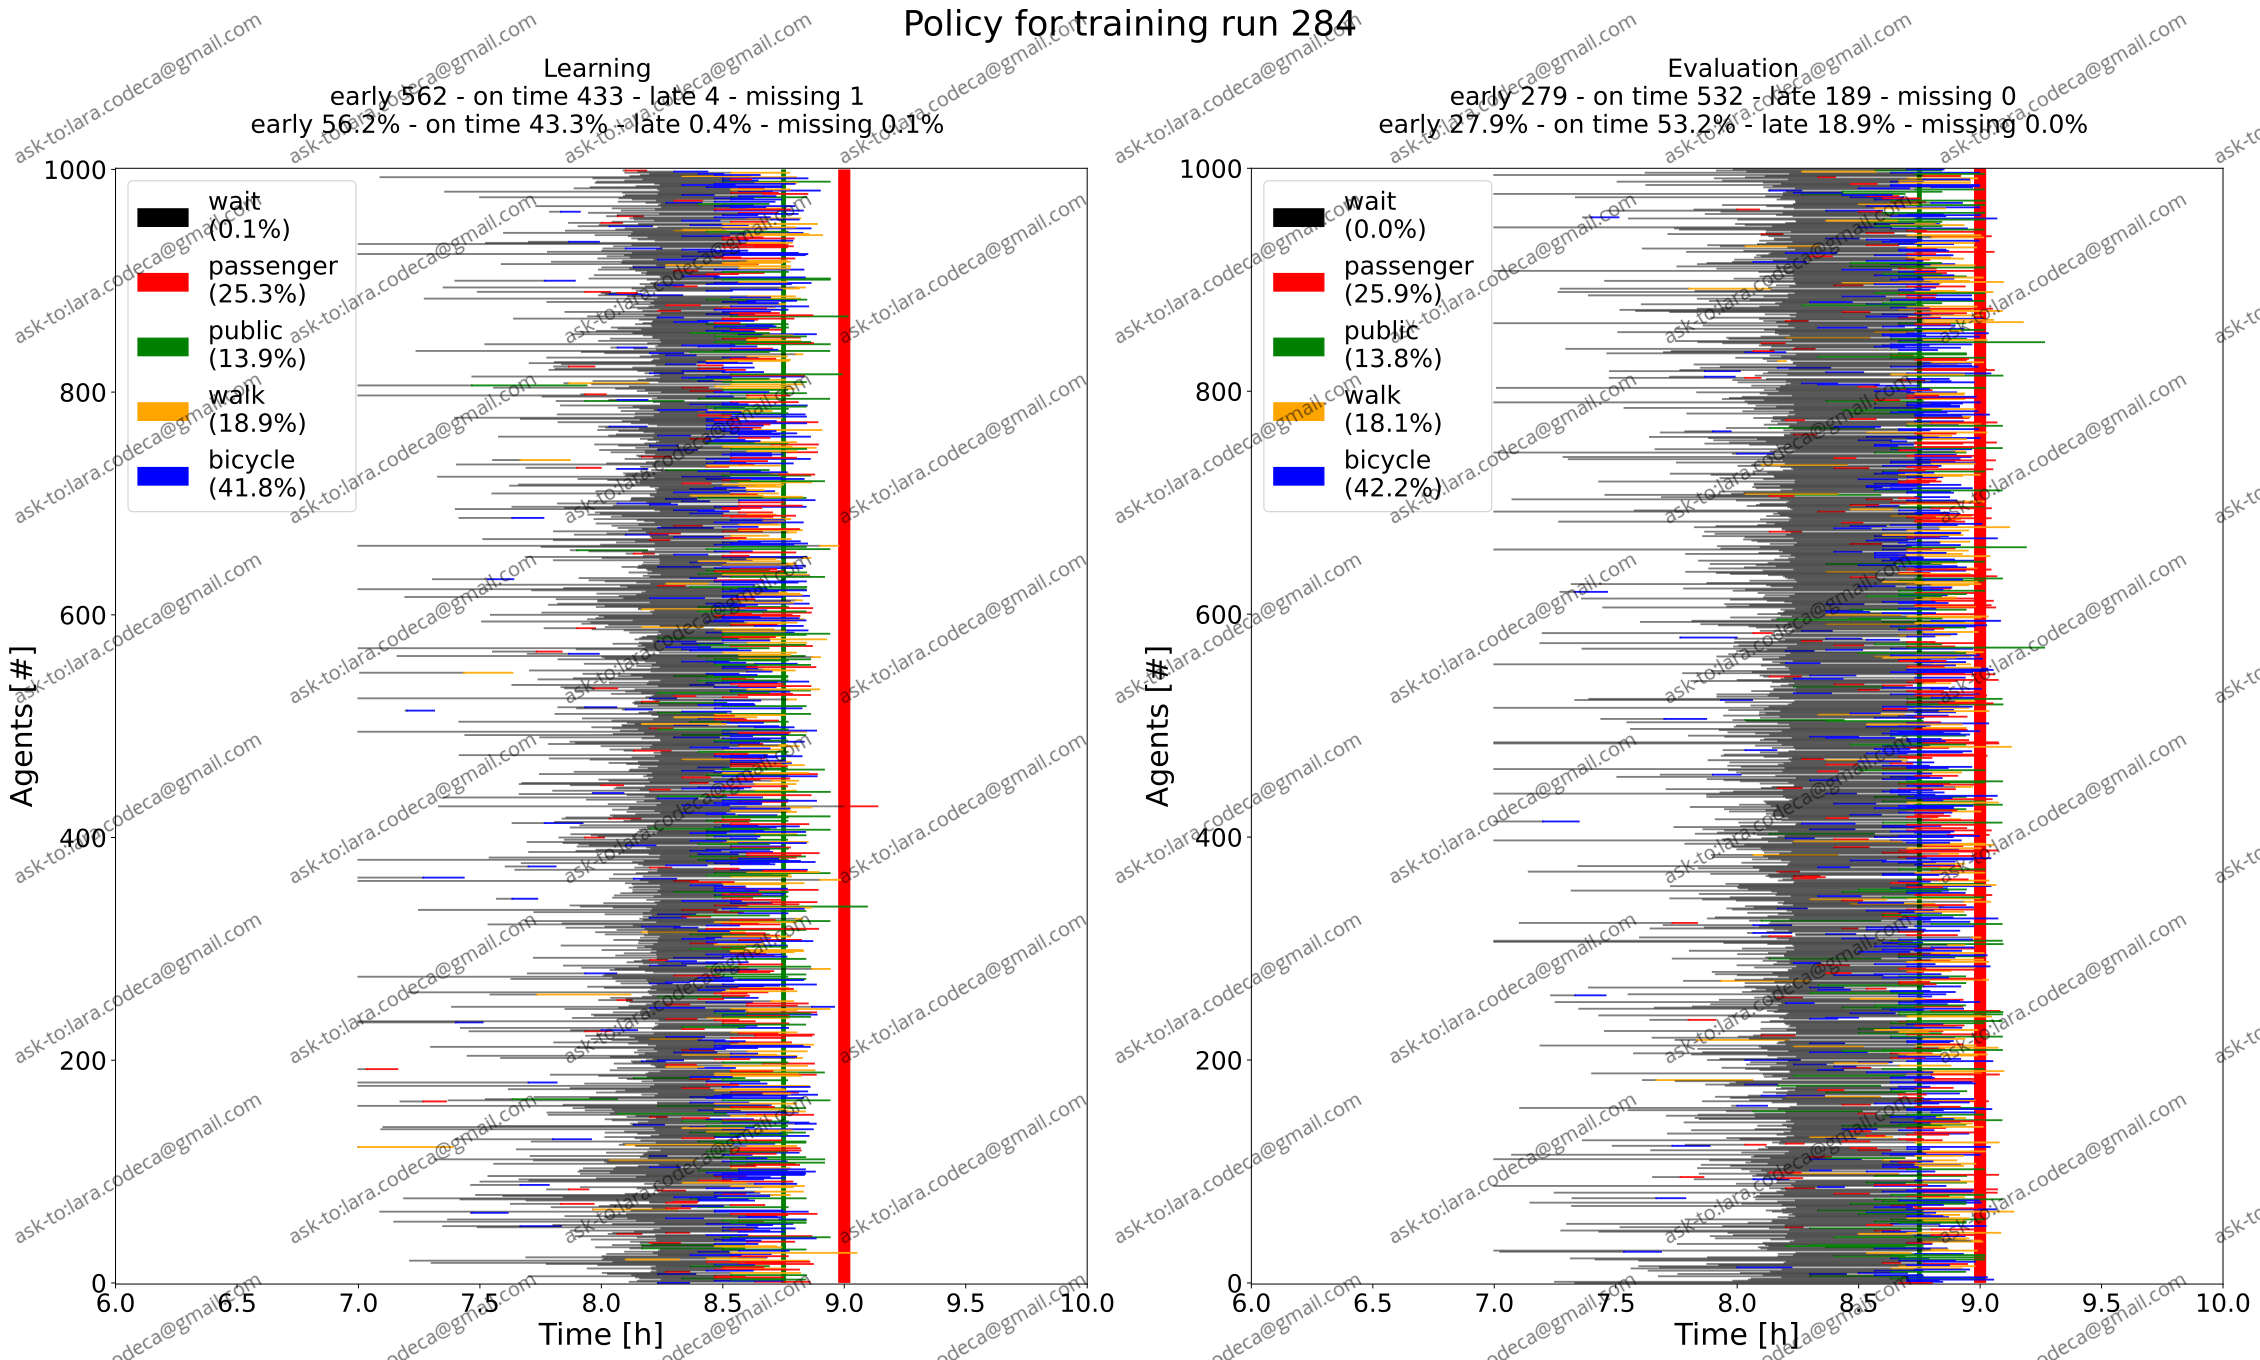 Policy for training run 284
Learning
early 562 - on time 433 - late 4 - missing 1
early 56.2% - on time 43.3% - late 0.4% - missing 0.1%
Agents [#]
1000
800
600
400
200
0
wait
(0.1%)
passenger
(25.3%)
public
(13.9%)
walk
(18.9%)
bicycle
(41.8%)
6.0 6.5 7.0 7.5 8.0 8.5 9.0 9.5 10.0
Time [h]
Evaluation
early 279 - on time 532 - late 189 - missing 0
early 27.9% - on time 53.2% - late 18.9% - missing 0.0%
Agents [#]
1000
800
600
400
200
0
wait
(0.0%)
passenger
(25.9%)
public
(13.8%)
walk
(18.1%)
bicycle
(42.2%)
6.0 6.5 7.0 7.5 8.0 8.5 9.0 9.5 10.0
Time [h]
ask-to:lara.codeca@gmail.com